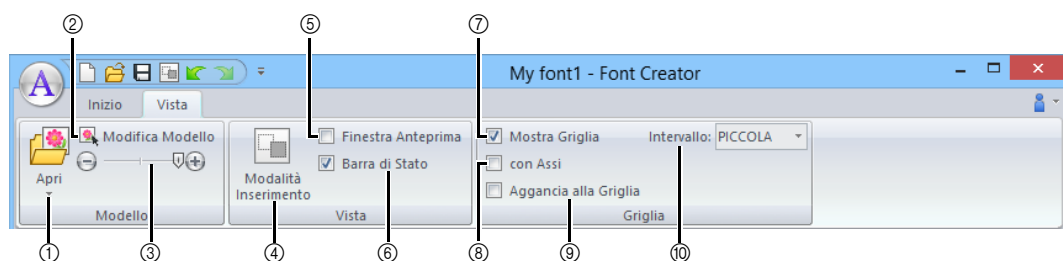 ② ⑤ ⑦
A My font1 - Font Creator
Inizio Vista
Modifica Modello
Apri
Modello
Modalità
Inserimento
Finestra Anteprima
Barra di Stato
Vista
Mostra Griglia Intervallo: PICCOLA
con Assi
Aggancia alla Griglia
Griglia
① ③ ④ ⑥ ⑧ ⑨ ⑩